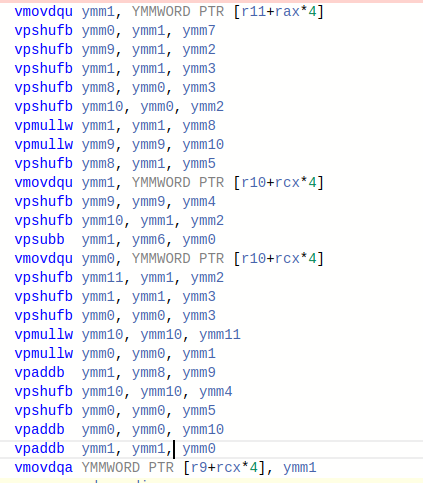 vmovdqu ymm1, YMMWORD PTR [r11+rax*4]
vpshufb ymm0, ymm1, ymm7
vpshufb ymm9, ymm1, ymm2
vpshufb ymm1, ymm1, ymm3
vpshufb ymm8, ymm0, ymm3
vpshufb ymm10, ymm0, ymm2
vpmullw ymm1, ymm1, ymm8
vpmullw ymm9, ymm9, ymm10
vpshufb ymm8, ymm1, ymm5
vmovdqu ymm1, YMMWORD PTR [r10+rcx*4]
vpshufb ymm9, ymm9, ymm4
vpshufb ymm10, ymm1, ymm2
vpsubb  ymm1, ymm6, ymm0
vmovdqu ymm0, YMMWORD PTR [r10+rcx*4]
vpshufb ymm11, ymm1, ymm2
vpshufb ymm1, ymm1, ymm3
vpshufb ymm0, ymm0, ymm3
vpmullw ymm10, ymm10, ymm11
vpmullw ymm0, ymm0, ymm1
vpaddb  ymm1, ymm8, ymm9
vpshufb ymm10, ymm10, ymm4
vpshufb ymm0, ymm0, ymm5
vpaddb  ymm0, ymm0, ymm10
vpaddb  ymm1, ymm1, ymm0
vmovdqa YMMWORD PTR [r9+rcx*4], ymm1